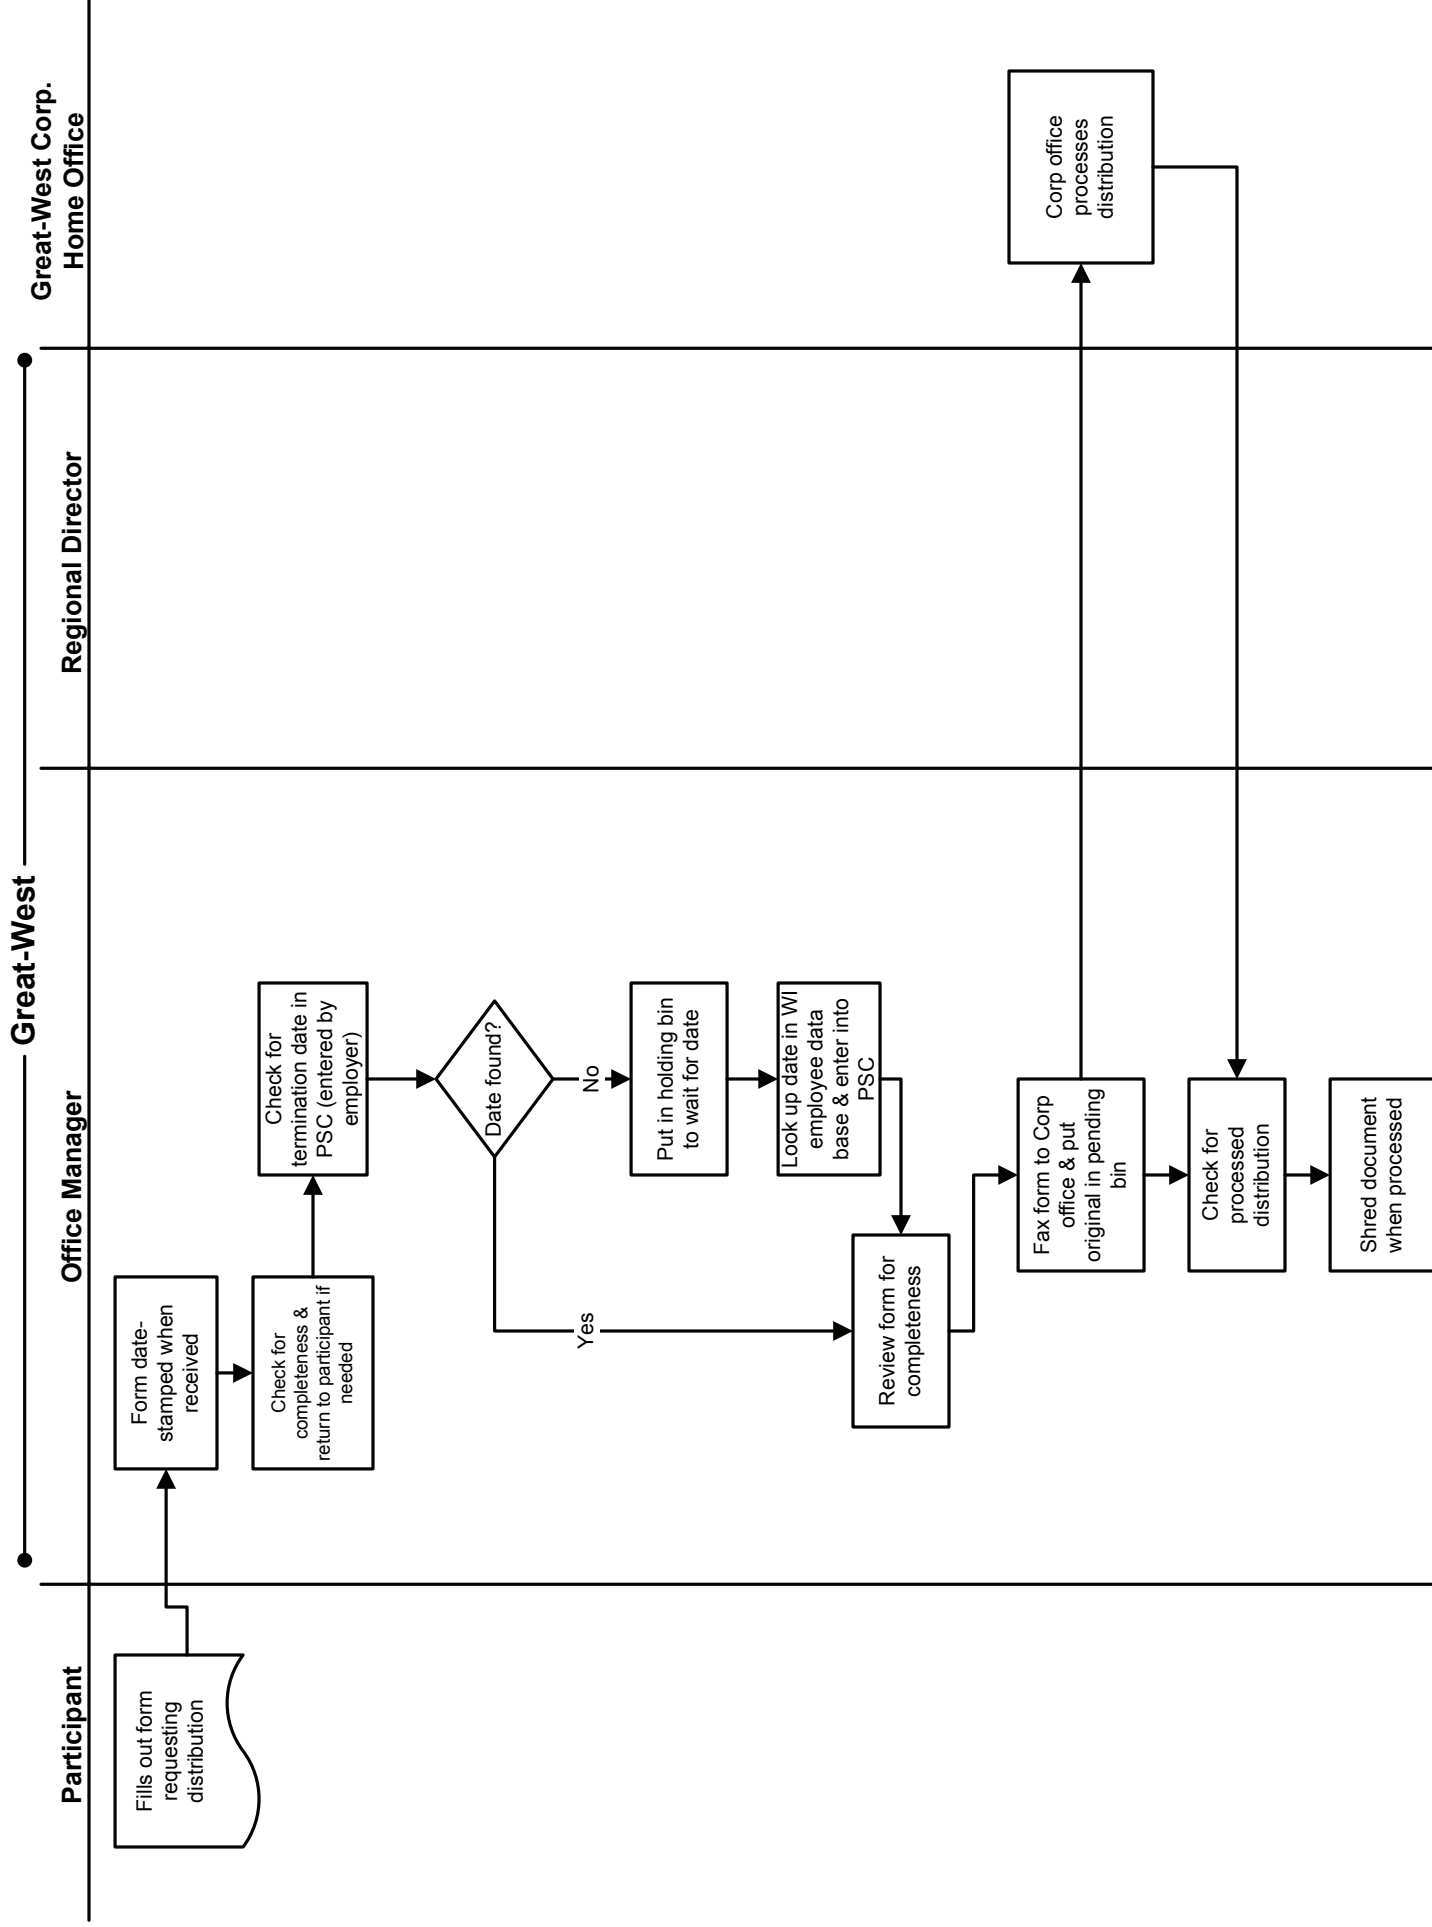 Great-West
Participant
Office Manager
Regional Director
Great-West Corp.
Home Office
Fills out form
requesting
distribution
Form date-
stamped when
received
Check for
completeness &
return to participant if
needed
Check for
termination date in
PSC (entered by
employer)
Date found?
Yes
No
Put in holding bin
to wait for date
Look up date in WI
employee data
base & enter into
PSC
Review form for
completeness
Fax form to Corp
office & put
original in pending
bin
Corp office
processes
distribution
Check for
processed
distribution
Shred document
when processed